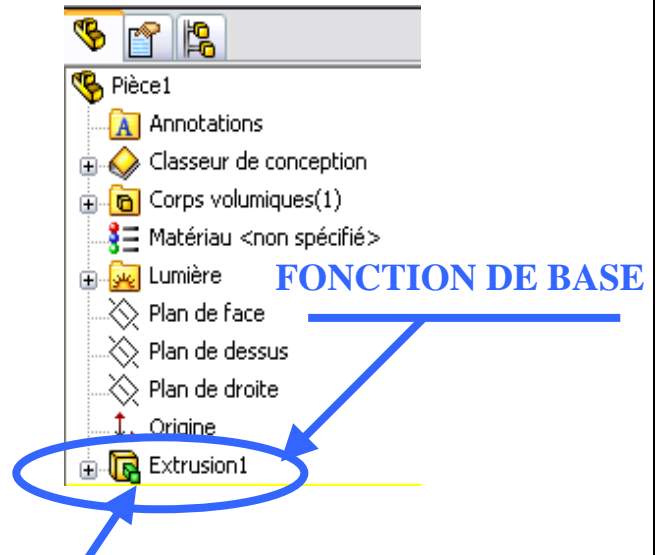 Pièce1
Annotations
Classeur de conception
Corps volumiques(1)
Matériau <non spécifié>
Lumière
FONCTION DE BASE
Plan de face
Plan de dessus
Plan de droite
Origine
Extrusion1